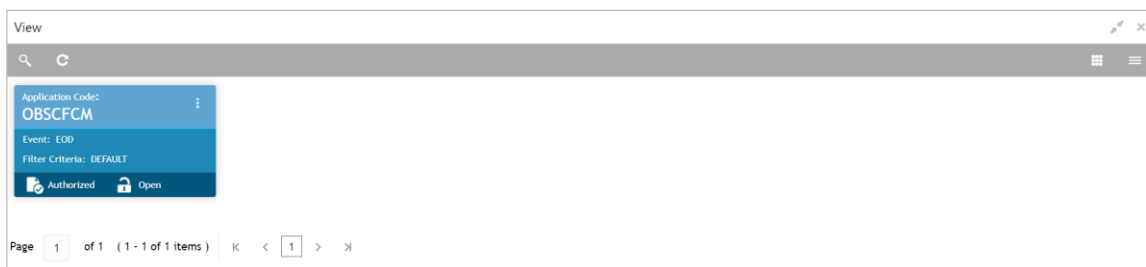 View
Application Code:
OBSCFCM
Event: EOD
Filter Criteria: DEFAULT
Authorized Open
Page 1 of 1 ( 1 - 1 of 1 items ) 1